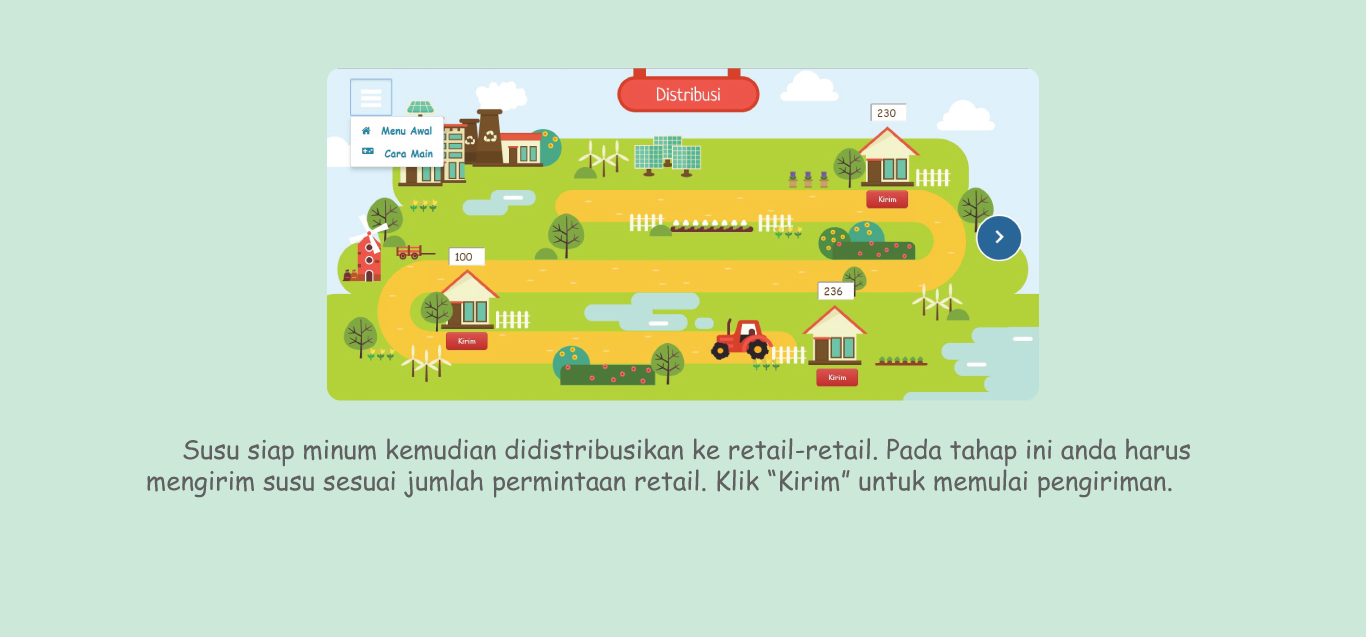 Distribusi
Menu Awal
Cara Main
230
Kirim
100
Kirim
236
Kirim
Susu siap minum kemudian didistribusikan ke retail-retail. Pada tahap ini anda harus
mengirim susu sesuai jumlah permintaan retail. Klik “Kirim” untuk memulai pengiriman.